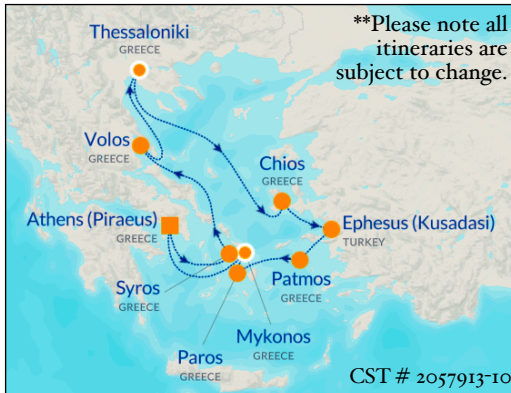 **Please note all
itineraries are
subject to change.
Thessaloniki
GREECE
Volos
GREECE
Chios
GREECE
Athens (Piraeus)
GREECE
Ephesus (Kusadasi)
TURKEY
Syros
GREECE
Patmos
GREECE
Mykonos
GREECE
Paros
GREECE
CST # 2057913-10